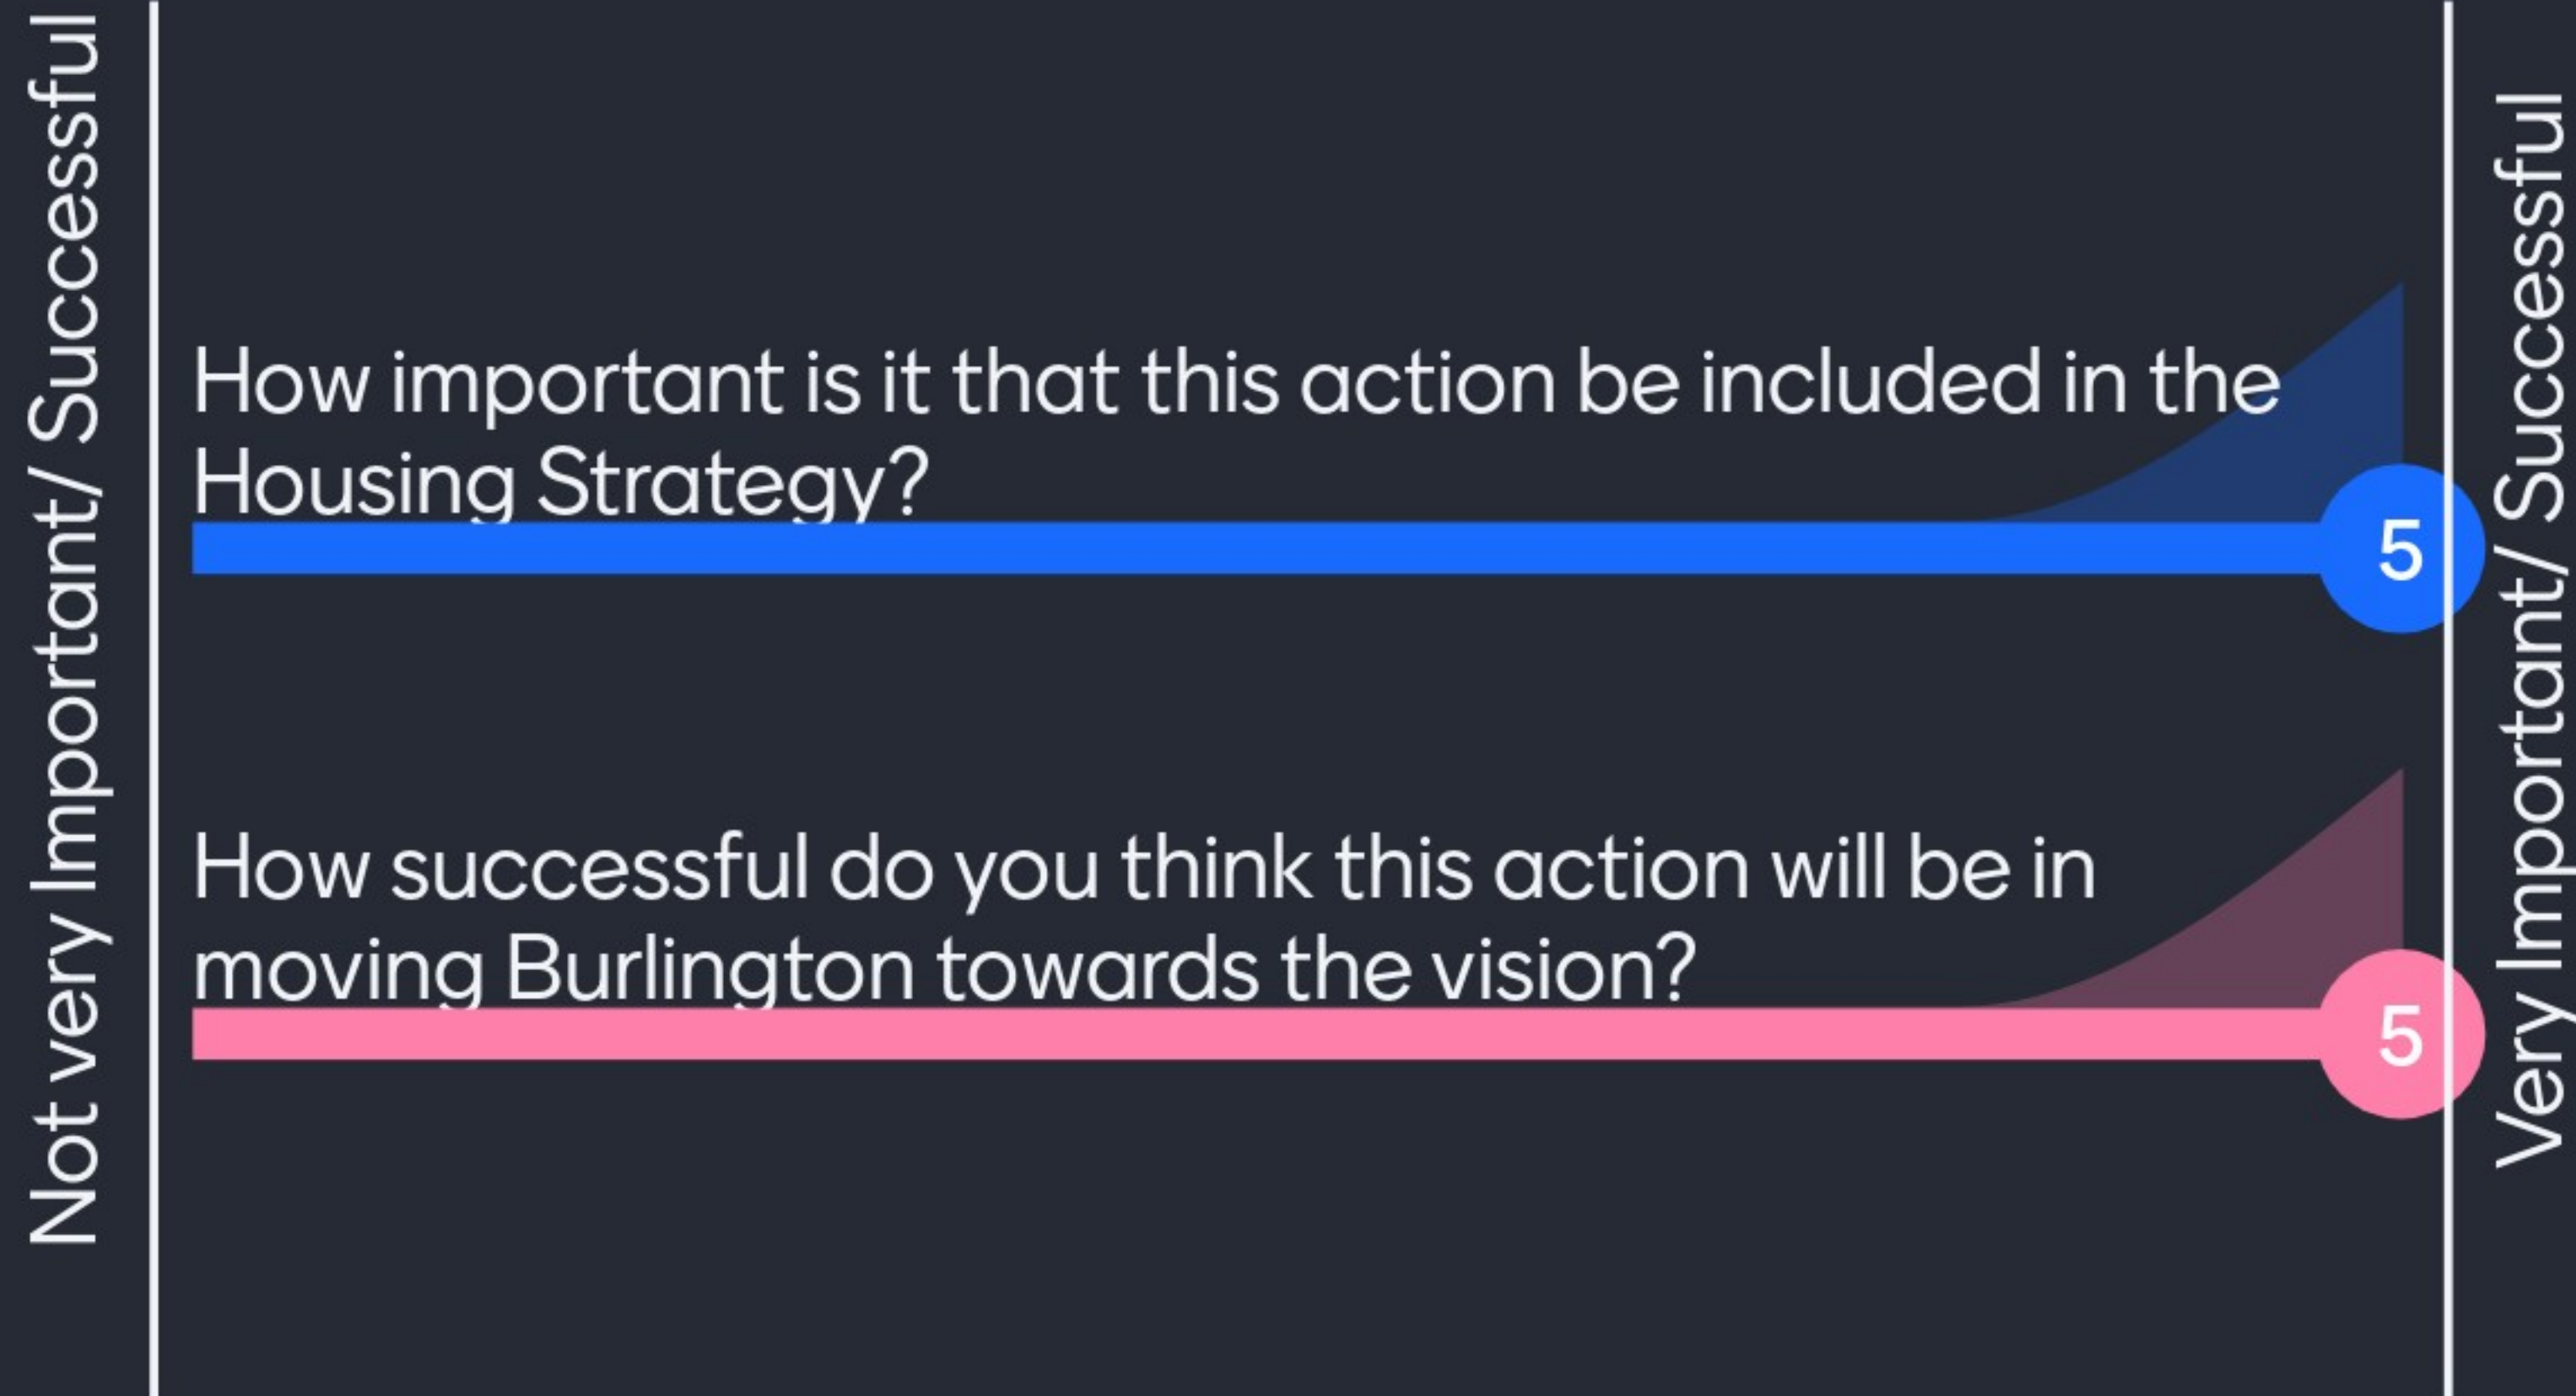 Not very Important/ Successful
How important is it that this action be included in the
Housing Strategy?
5
How successful do you think this action will be in
moving Burlington towards the vision?
5
Very Important/ Successful